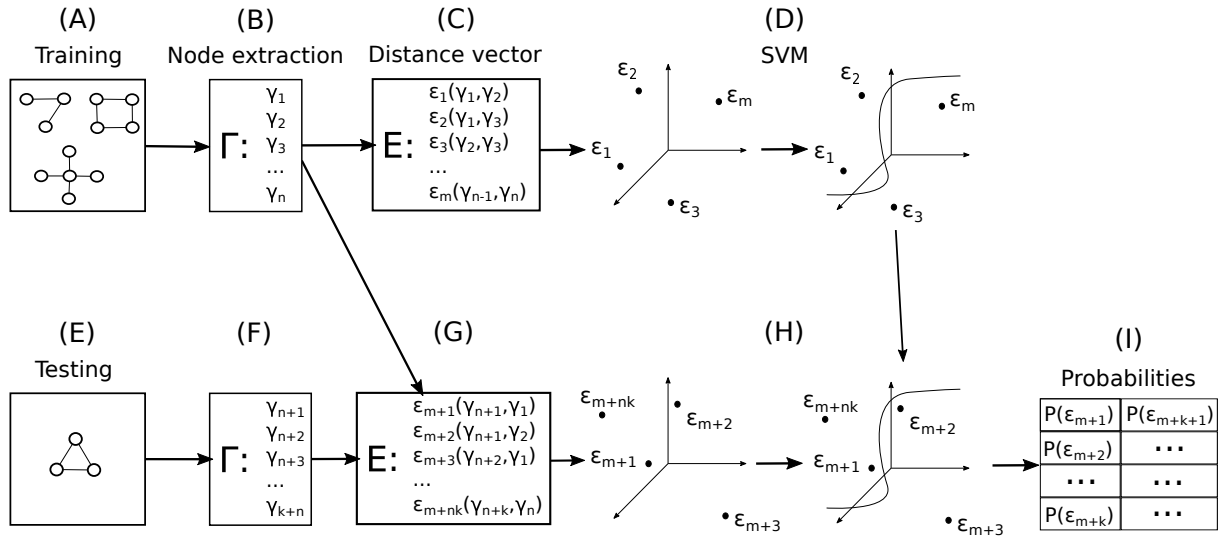 (A)
Training
(B)
Node extraction
γ1
γ2
Γ: γ3
...
γn
(C)
Distance vector
ε1(γ1,γ2)
ε2(γ1,γ3)
E: ε3(γ2,γ3)
...
εm(γn-1,γn)
(D)
SVM
ε2
εm
ε1
ε3
ε2
εm
ε1
ε3
(E)
Testing
(F)
γn+1
γn+2
Γ: γn+3
...
γk+n
(G)
εm+1(γn+1,γ1)
εm+2(γn+1,γ2)
E: εm+3(γn+2,γ1)
...
εm+nk(γn+k,γn)
(H)
εm+nk
εm+2
εm+1
εm+3
εm+nk
εm+2
εm+1
εm+3
(I)
Probabilities
P(εm+1) P(εm+k+1)
P(εm+2) ...
... ...
P(εm+k) ...